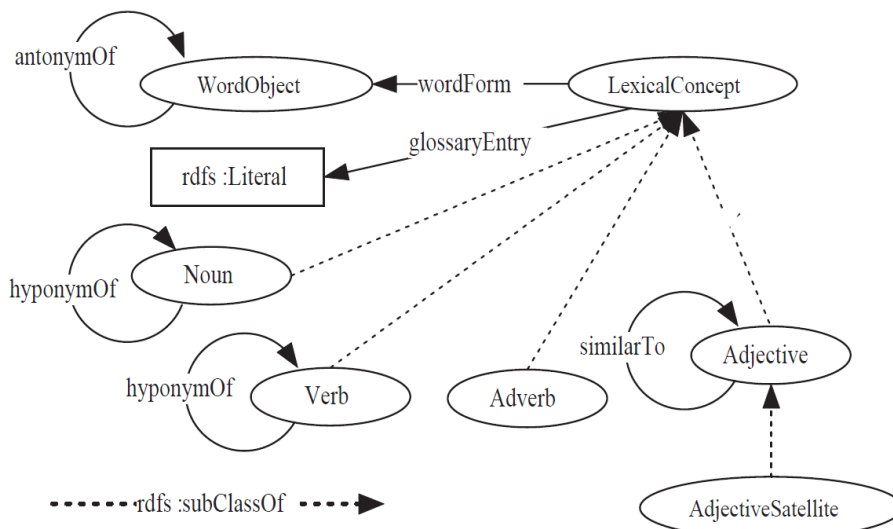 antonymOf
WordObject
wordForm
LexicalConcept
glossaryEntry
rdfs :Literal
Noun
hyponymOf
similarTo
Adjective
hyponymOf
Verb
Adverb
rdfs :subClassOf
AdjectiveSatellite